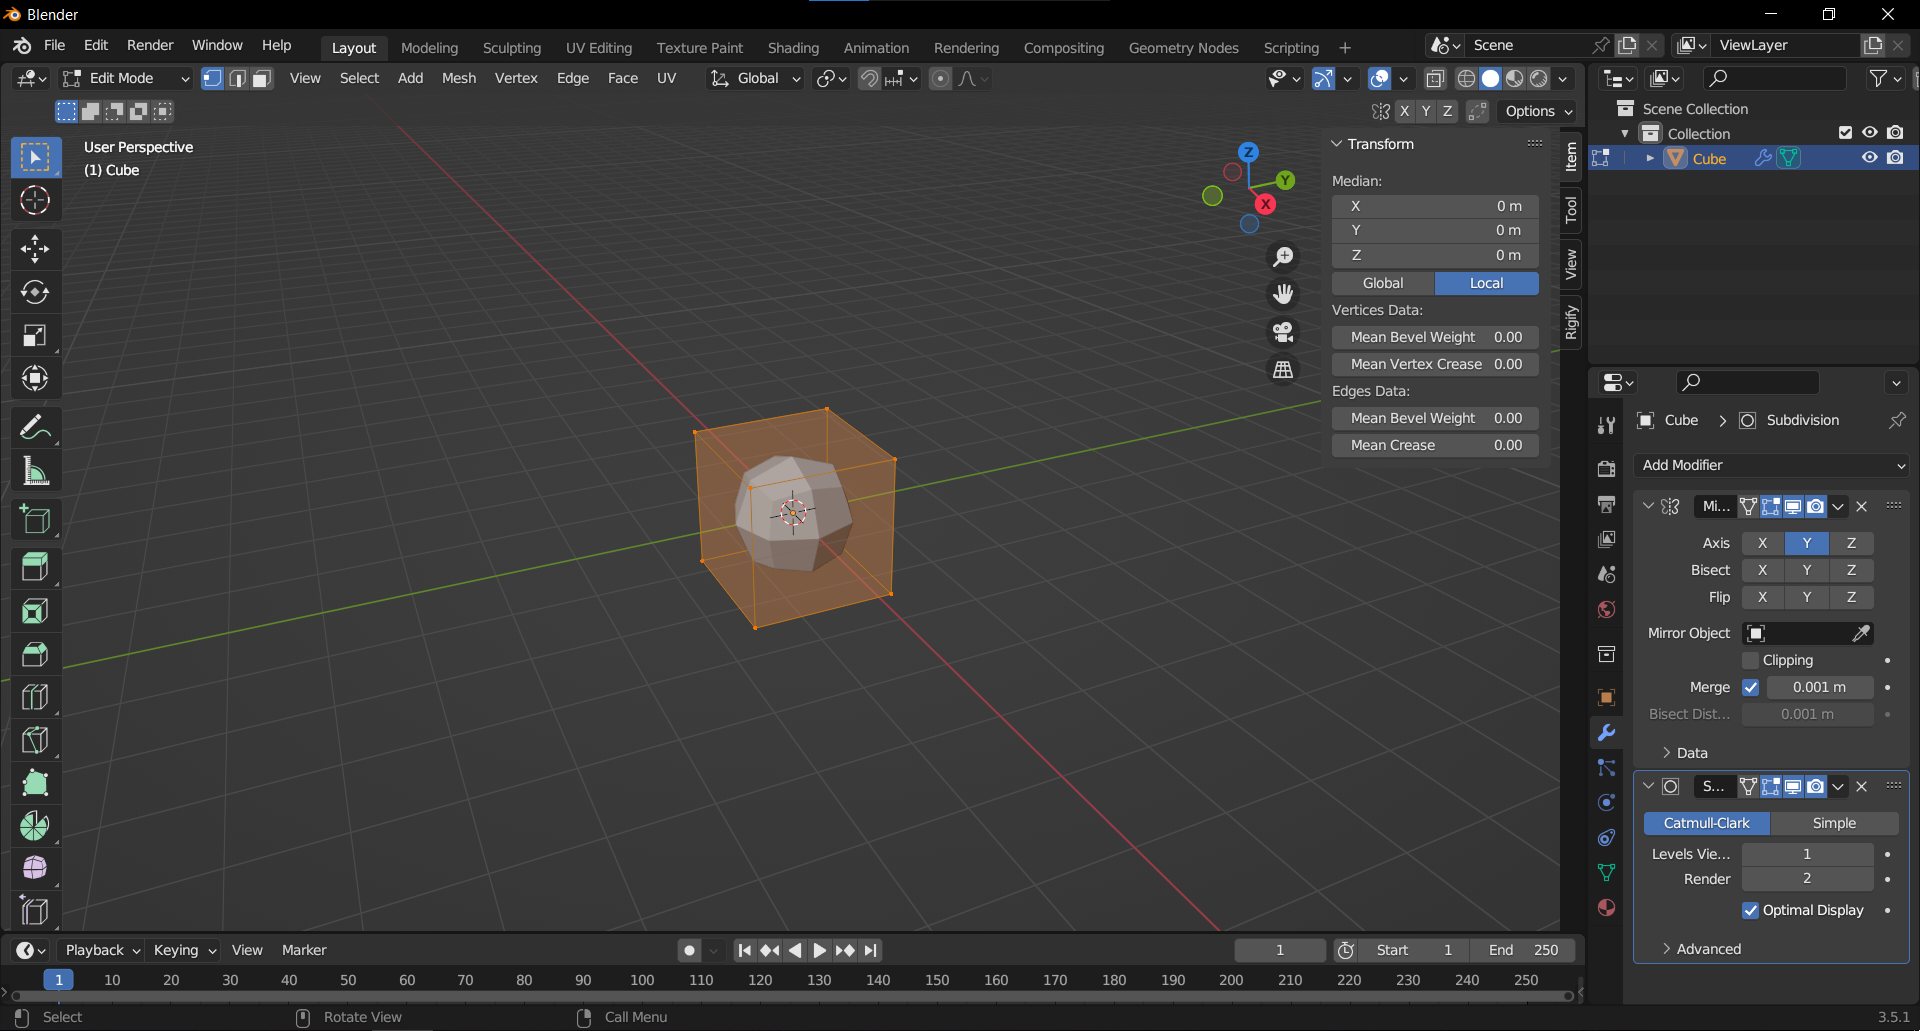 Blender
File Edit Render Window Help
Layout Modeling Sculpting UV Editing Texture Paint Shading Animation Rendering Compositing Geometry Nodes Scripting +
Scene
ViewLayer
Edit Mode
View Select Add Mesh Vertex Edge Face UV
Global
X Y Z
Options
User Perspective
(1) Cube
Z
Y
X
Transform
Median:
X 0 m
Y 0 m
Z 0 m
Global Local
Vertices Data:
Mean Bevel Weight 0.00
Mean Vertex Crease 0.00
Edges Data:
Mean Bevel Weight 0.00
Mean Crease 0.00
Item
Tool
View
Rigify
Scene Collection
Collection
Cube
Cube > Subdivision
Add Modifier
Mi...
Axis X Y Z
Bisect X Y Z
Flip X Y Z
Mirror Object
Clipping
Merge 0.001 m
Bisect Dist... 0.001 m
Data
S...
Catmull-Clark Simple
Levels Vie... 1
Render 2
Optimal Display
Advanced
Playback Keying View Marker
1
Start 1 End 250
1 10 20 30 40 50 60 70 80 90 100 110 120 130 140 150 160 170 180 190 200 210 220 230 240 250
Select
Rotate View
Call Menu
3.5.1